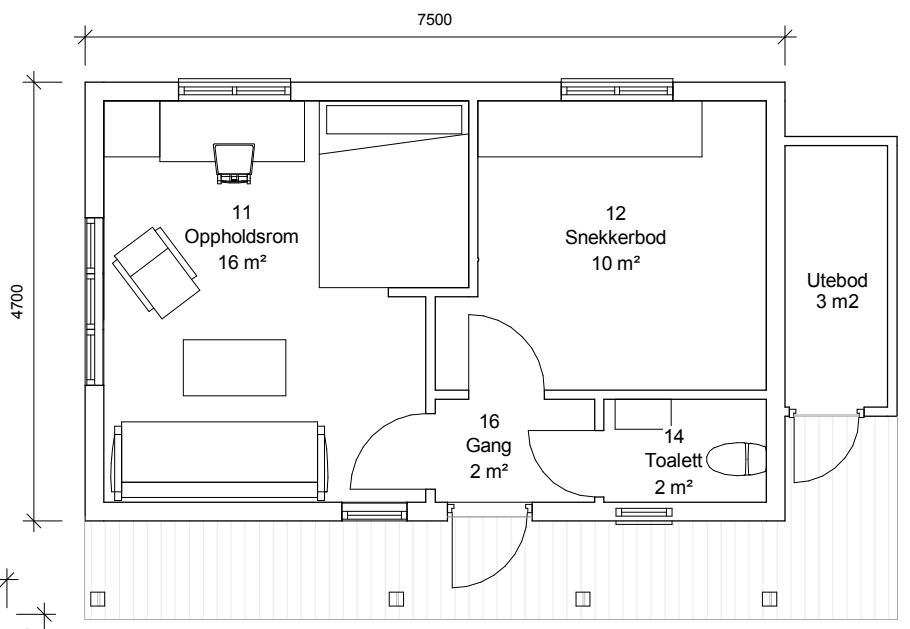 7500
4700
11
Oppholdsrom
16 m²
12
Snekkerbod
10 m²
Utebod
3 m2
16
Gang
2 m²
14
Toalett
2 m²